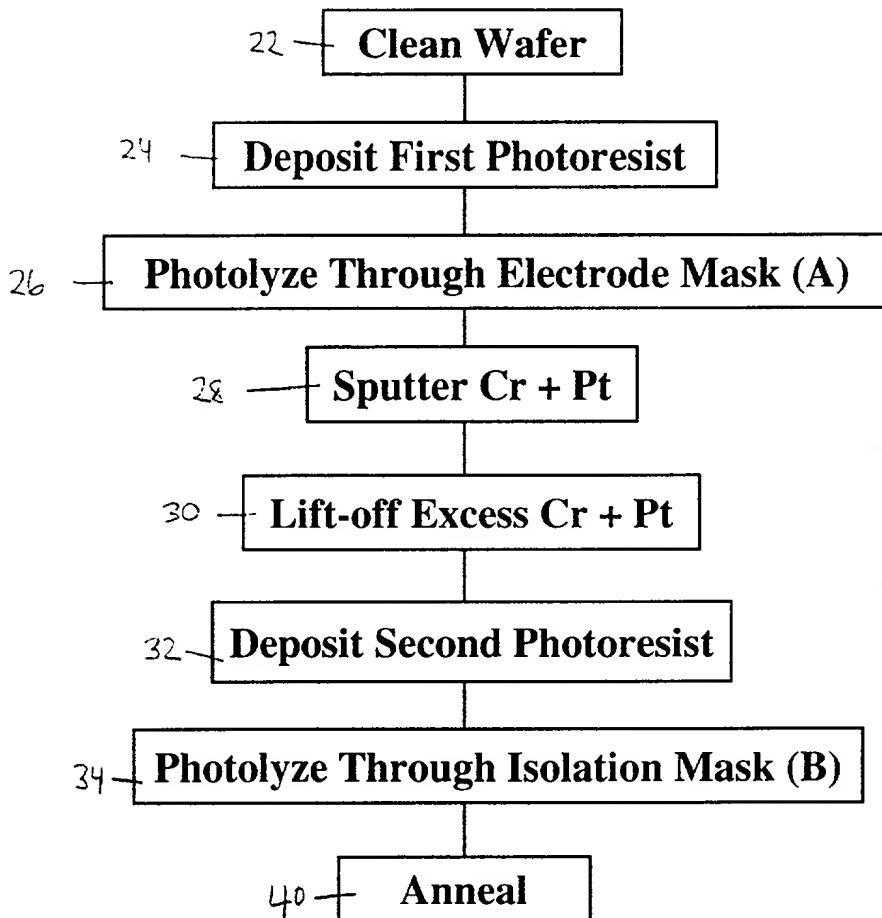 22 Clean Wafer
24 Deposit First Photoresist
26 Photolyze Through Electrode Mask (A)
28 Sputter Cr + Pt
30 Lift-off Excess Cr + Pt
32 Deposit Second Photoresist
34 Photolyze Through Isolation Mask (B)
40 Anneal